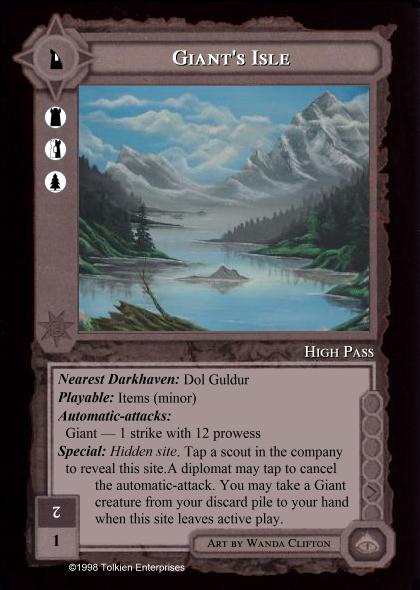 Giant's Isle
High Pass
Nearest Darkhaven: Dol Guldur
Playable: Items (minor)
Automatic-attacks:
Giant — 1 strike with 12 prowess
Special: Hidden site. Tap a scout in the company
to reveal this site.A diplomat may tap to cancel
the automatic-attack. You may take a Giant
creature from your discard pile to your hand
when this site leaves active play.
2
1
Art by Wanda Clifton
©1998 Tolkien Enterprises